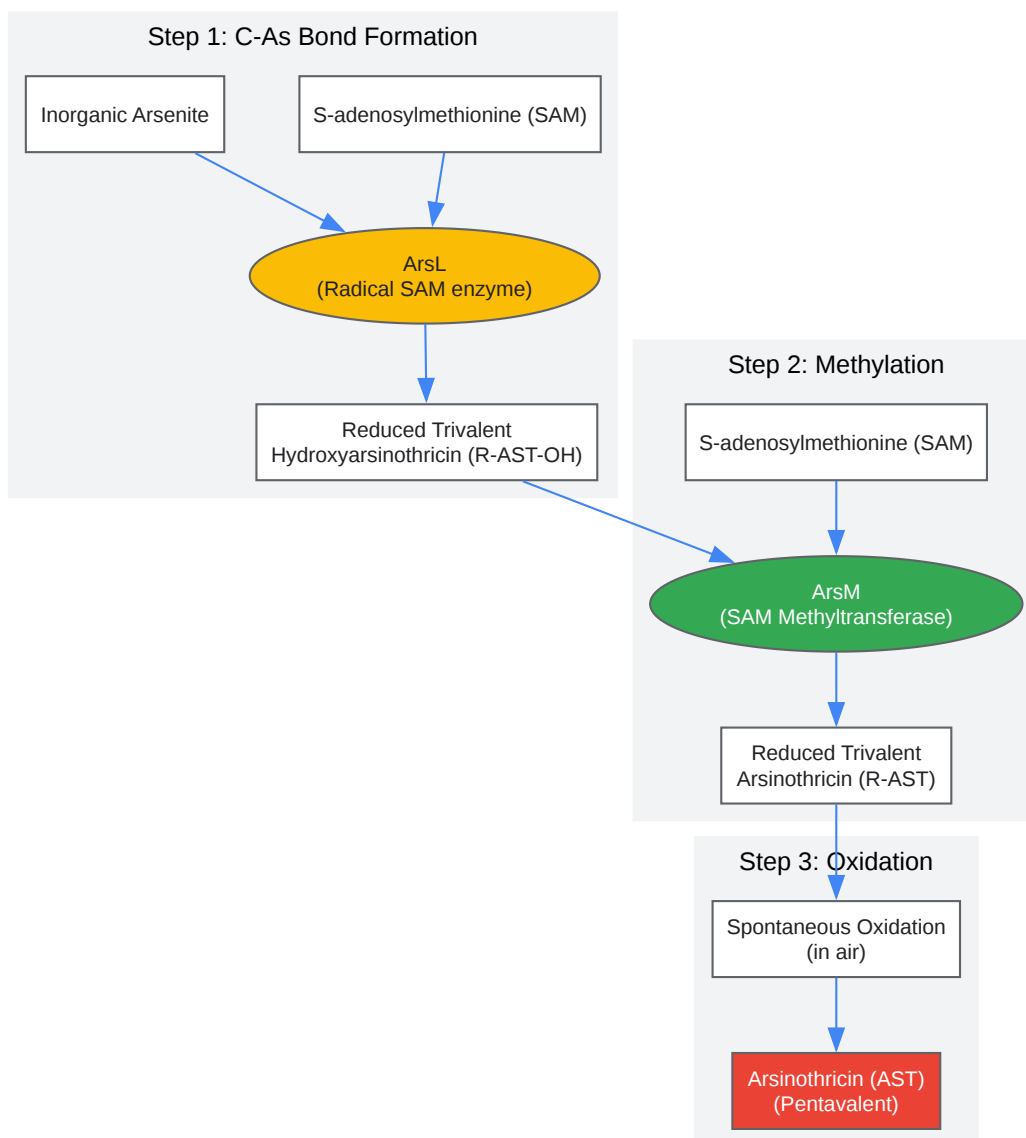 Step 1: C-As Bond Formation
Inorganic Arsenite
S-adenosylmethionine (SAM)
ArsL
(Radical SAM enzyme)
Reduced Trivalent
Hydroxyarsinothricin (R-AST-OH)
Step 2: Methylation
S-adenosylmethionine (SAM)
ArsM
(SAM Methyltransferase)
Reduced Trivalent
Arsinothricin (R-AST)
Step 3: Oxidation
Spontaneous Oxidation
(in air)
Arsinothricin (AST)
(Pentavalent)